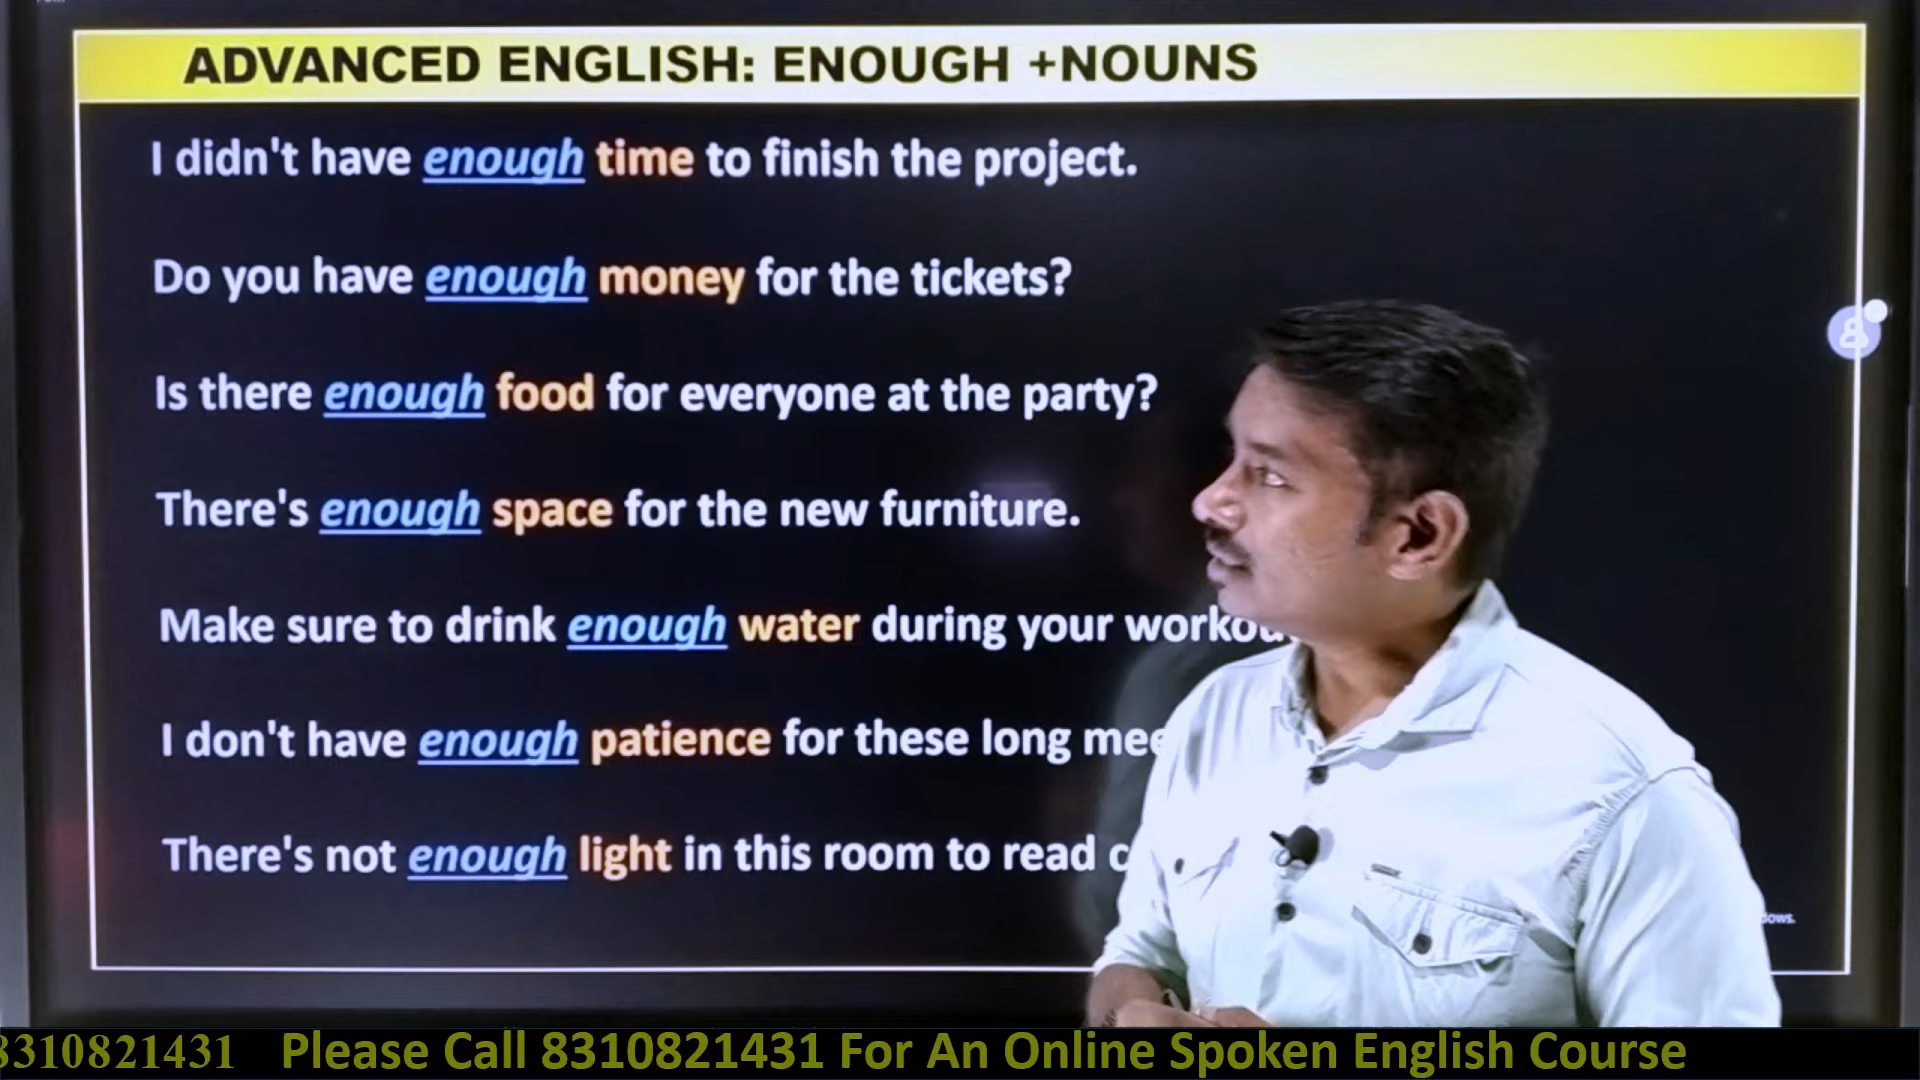 ADVANCED ENGLISH: ENOUGH +NOUNS
I didn't have enough time to finish the project.
Do you have enough money for the tickets?
Is there enough food for everyone at the party?
There's enough space for the new furniture.
Make sure to drink enough water during your
I don't have enough patience for these long
There's not enough light in this room to read
8310821431 Please Call 8310821431 For An Online Spoken English Course